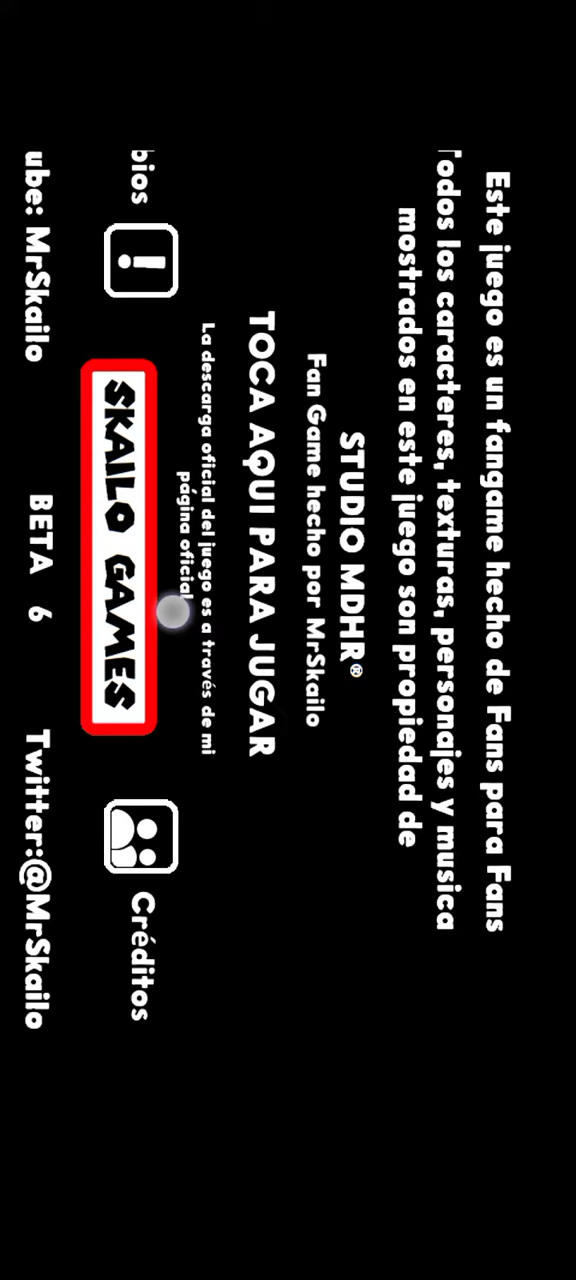 Este juego es un fangame hecho de Fans para Fans
Todos los caracteres, texturas, personajes y musica
mostrados en este juego son propiedad de
STUDIO MDHR®
Fan Game hecho por MrSkailo
TOCA AQUI PARA JUGAR
La descarga oficial del juego es a través de mi
página oficial
bios
SKAILO GAMES
Créditos
ube: MrSkailo
BETA 6
Twitter:@MrSkailo